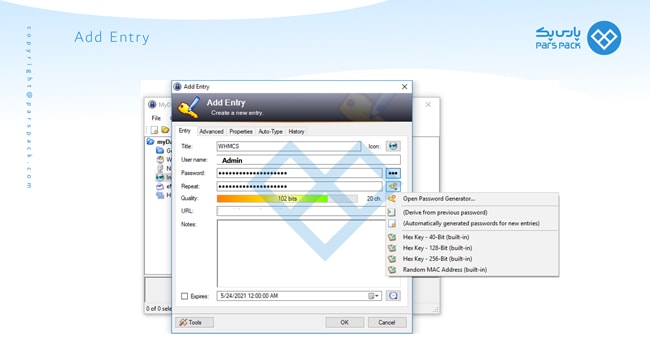 Add Entry
پارس پک
PARS PACK
copyright@parspack.com
Add Entry
Add Entry
Create a new entry.
File
Entry Advanced Properties Auto-Type History
Title: WHMCS Icon:
User name: Admin
Password: ••••••••••••••••••••
Repeat: ••••••••••••••••••••
Quality: 102 bits 20 ch.
URL:
Notes:
Open Password Generator...
(Derive from previous password)
(Automatically generated passwords for new entries)
Hex Key - 40-Bit (built-in)
Hex Key - 128-Bit (built-in)
Hex Key - 256-Bit (built-in)
Random MAC Address (built-in)
Expires: 5/24/2021 12:00:00 AM
0 of 0 sele
Tools OK Cancel